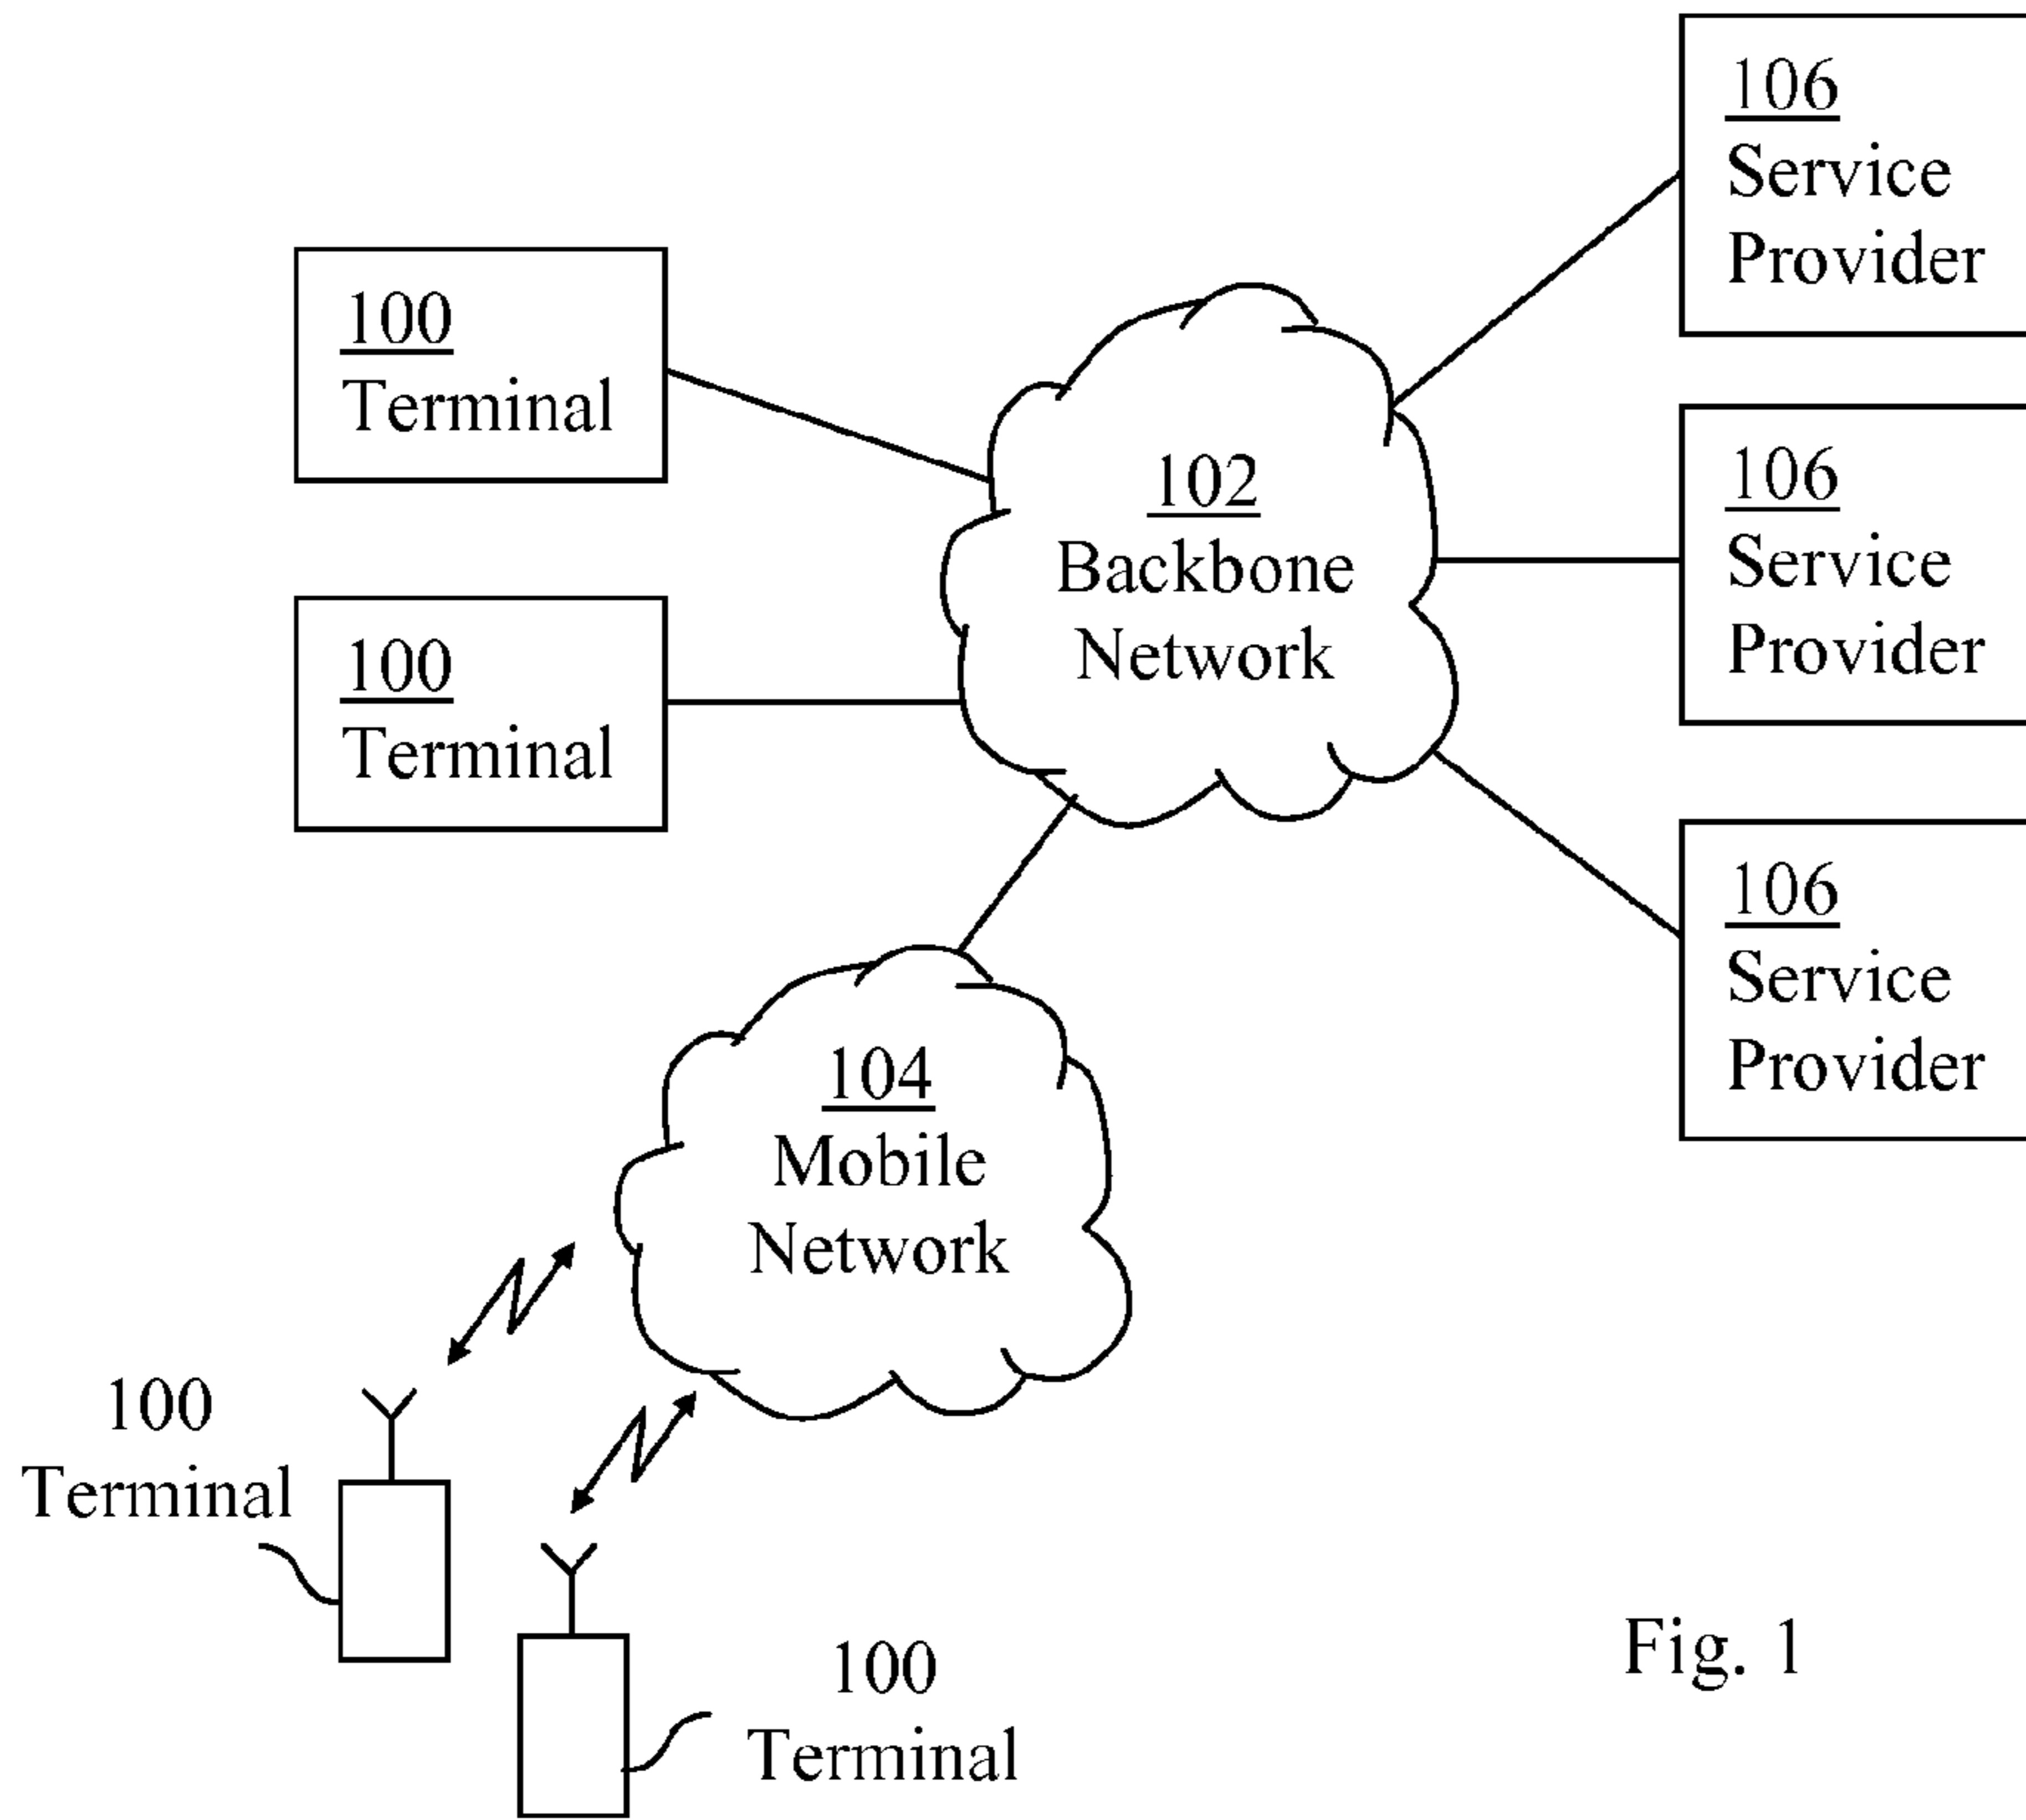 106
Service
Provider
100
Terminal
102
Backbone
Network
106
Service
Provider
100
Terminal
106
Service
Provider
104
Mobile
Network
100
Terminal
100
Terminal
Fig. 1